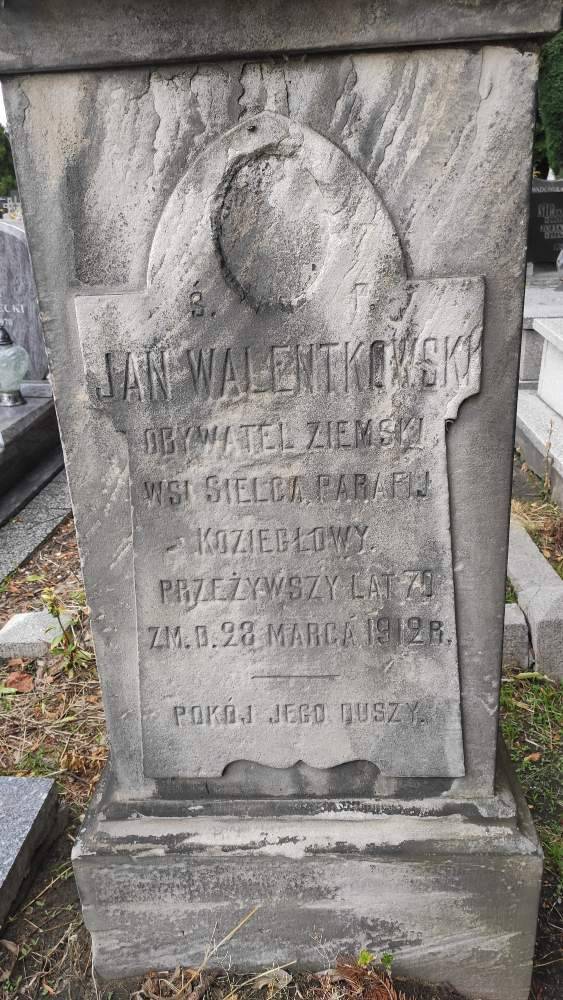 Ś. P.
JAN WALENTKOWSKI
OBYWATEL ZIEMSKI
WSI SIELCA PARAFIJ
KOZIEGŁOWY.
PRZEŻYWSZY LAT 70
ZM. D. 28 MARCA 1912 R.
POKÓJ JEGO DUSZY.